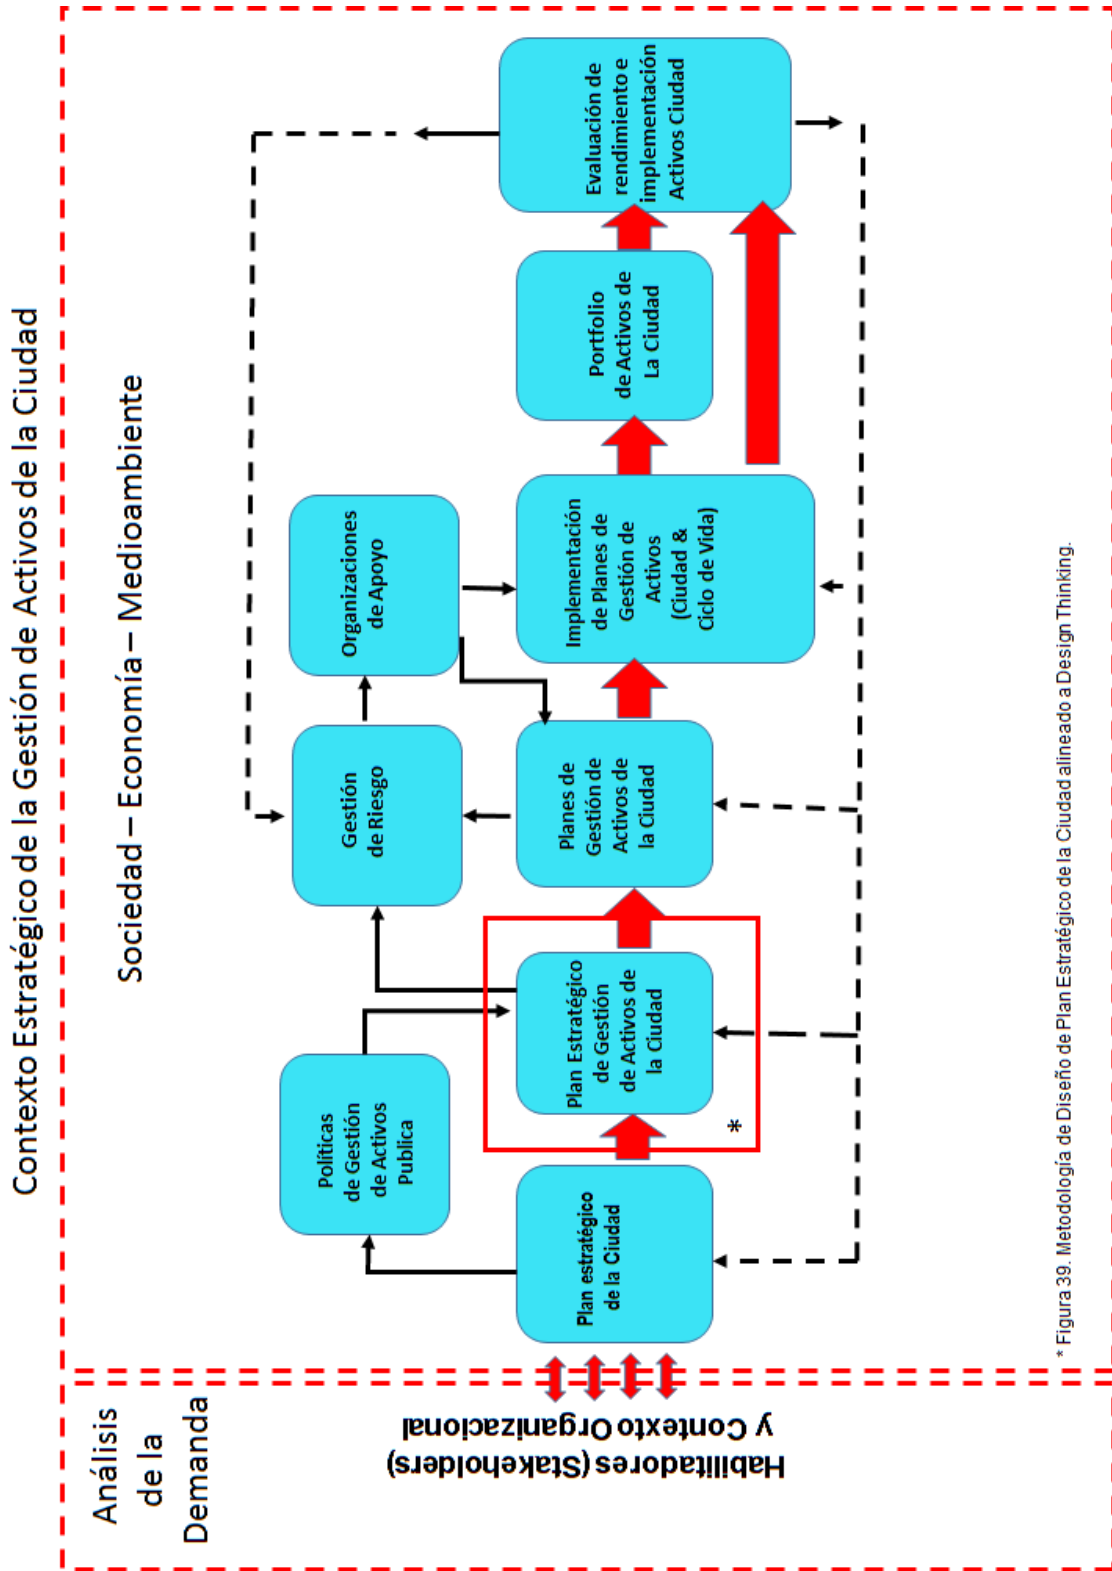 Contexto Estratégico de la Gestión de Activos de la Ciudad
Análisis
de la
Demanda
Sociedad – Economía – Medioambiente
Habilitadores (Stakeholders)
y Contexto Organizacional
Políticas
de Gestión
de Activos
Publica
Gestión
de Riesgo
Organizaciones
de Apoyo
Plan estratégico
de la Ciudad
Plan Estratégico
de Gestión
de Activos de
la Ciudad
*
Planes de
Gestión de
Activos de
la Ciudad
Implementación
de Planes de
Gestión de
Activos
(Ciudad &
Ciclo de Vida)
Portfolio
de Activos de
La Ciudad
Evaluación de
rendimiento e
implementación
Activos Ciudad
* Figura 39. Metodología de Diseño de Plan Estratégico de la Ciudad alineado a Design Thinking.